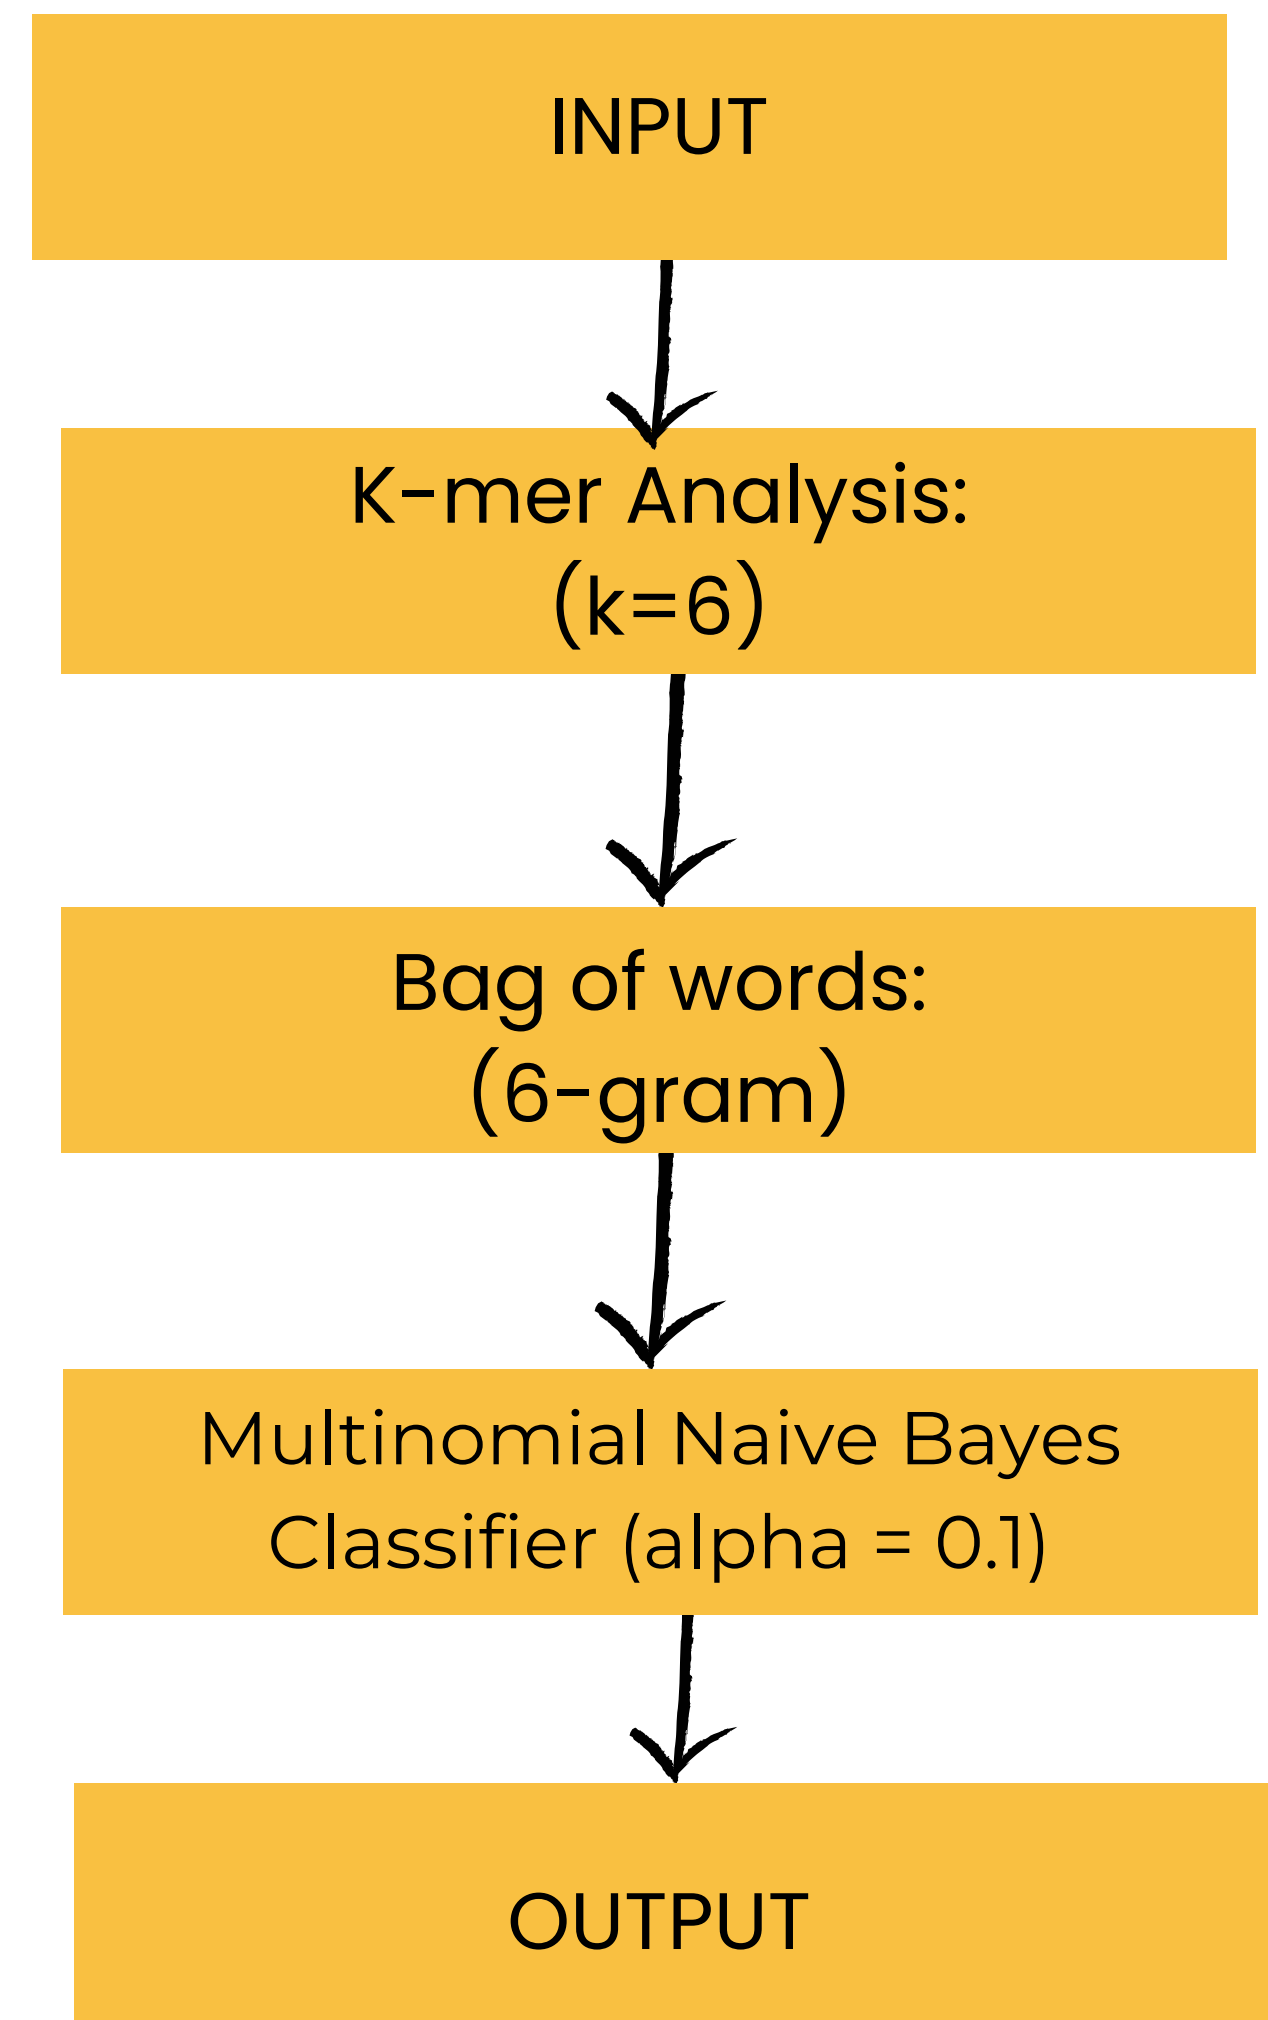 INPUT
K-mer Analysis:
(k=6)
Bag of words:
(6-gram)
Multinomial Naive Bayes
Classifier (alpha = 0.1)
OUTPUT